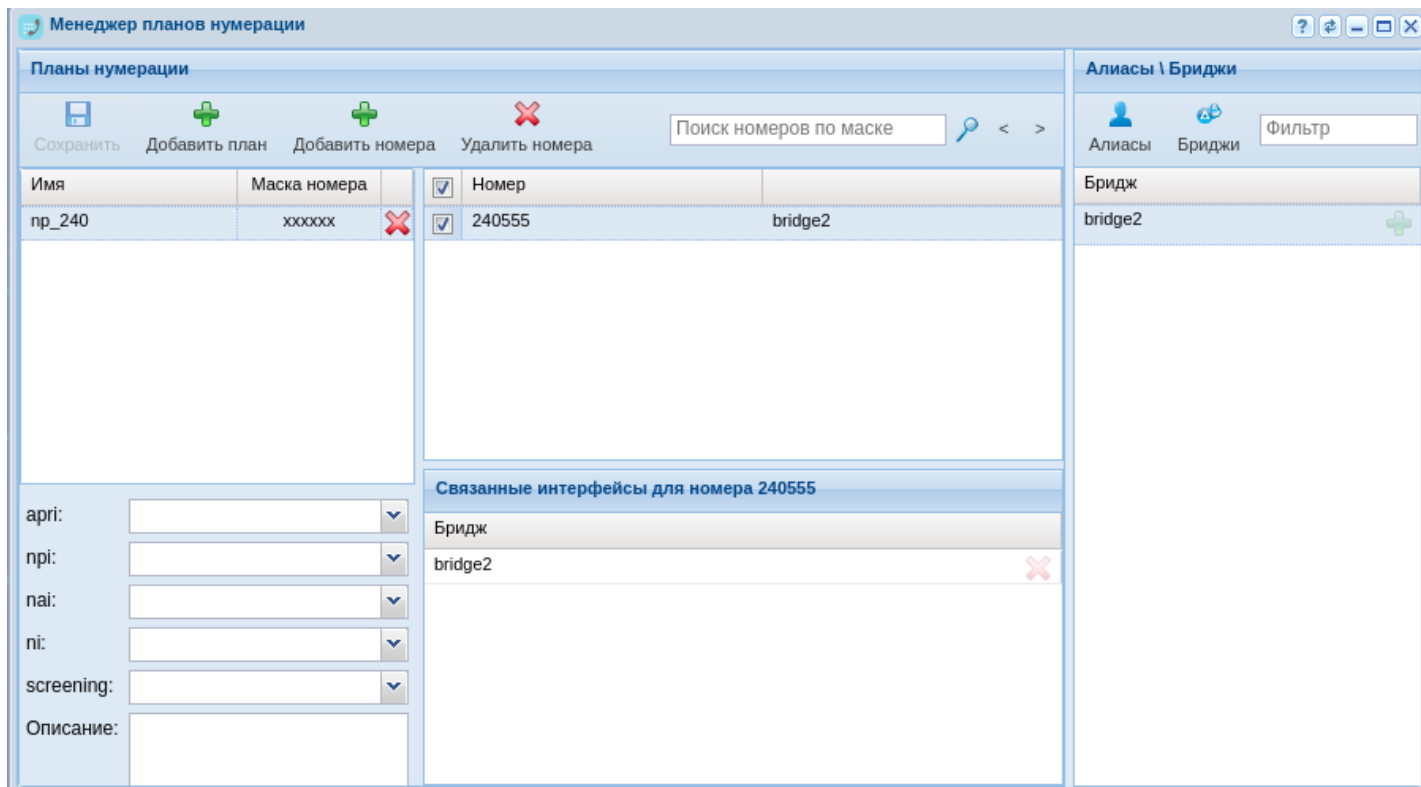 Менеджер планов нумерации
Планы нумерации
Сохранить Добавить план Добавить номера Удалить номера Поиск номеров по маске < >
Имя Маска номера
np_240 xxxxxx
apri:
npi:
nai:
ni:
screening:
Описание:
Номер
240555 bridge2
Связанные интерфейсы для номера 240555
Бридж
bridge2
Алиасы \ Бриджи
Алиасы Бриджи Фильтр
Бридж
bridge2